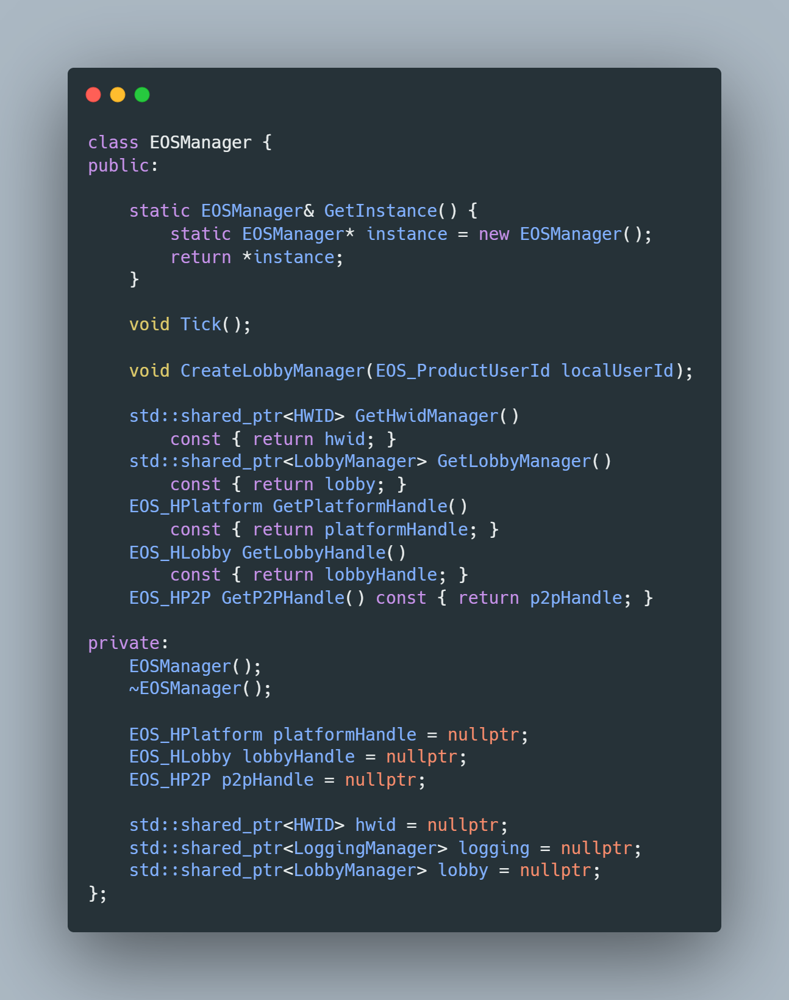 class EOSManager {
public:
    static EOSManager& GetInstance() {
        static EOSManager* instance = new EOSManager();
        return *instance;
    }
    void Tick();
    void CreateLobbyManager(EOS_ProductUserId localUserId);
    std::shared_ptr<HWID> GetHwidManager()
        const { return hwid; }
    std::shared_ptr<LobbyManager> GetLobbyManager()
        const { return lobby; }
    EOS_HPlatform GetPlatformHandle()
        const { return platformHandle; }
    EOS_HLobby GetLobbyHandle()
        const { return lobbyHandle; }
    EOS_HP2P GetP2PHandle() const { return p2pHandle; }
private:
    EOSManager();
    ~EOSManager();
    EOS_HPlatform platformHandle = nullptr;
    EOS_HLobby lobbyHandle = nullptr;
    EOS_HP2P p2pHandle = nullptr;
    std::shared_ptr<HWID> hwid = nullptr;
    std::shared_ptr<LoggingManager> logging = nullptr;
    std::shared_ptr<LobbyManager> lobby = nullptr;
};